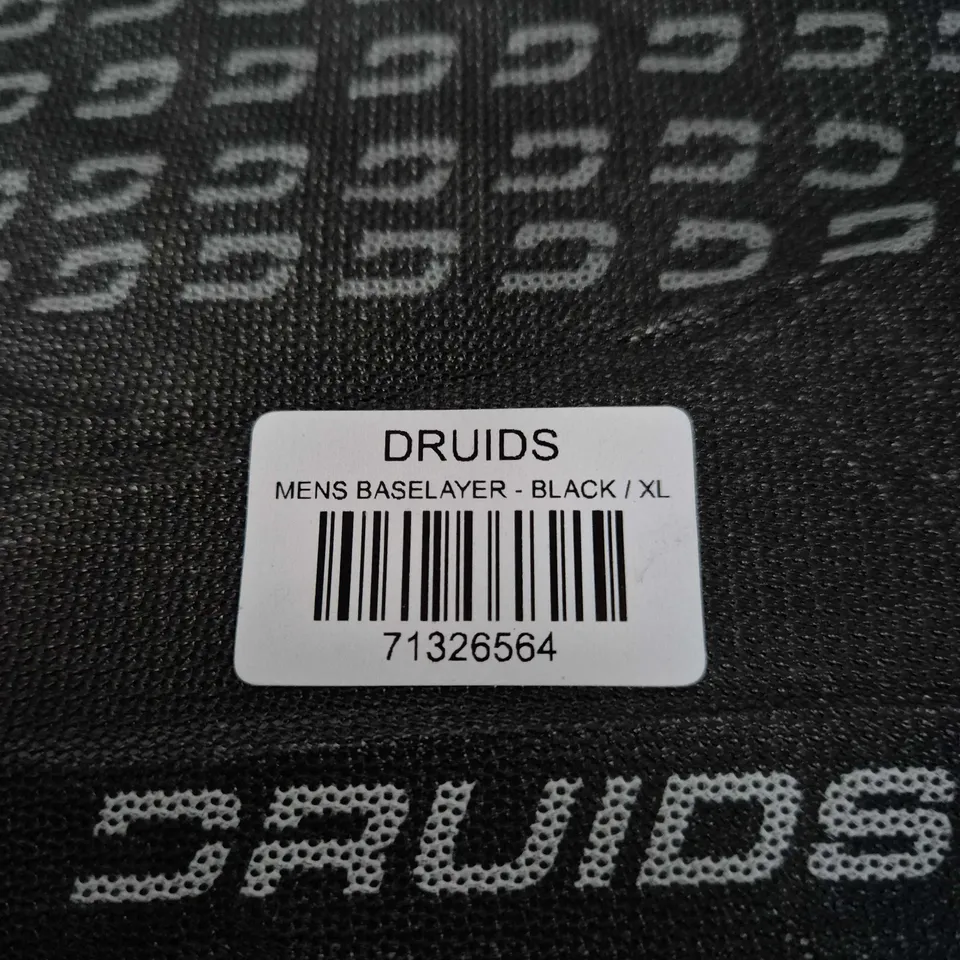 DRUIDS
MENS BASELAYER - BLACK / XL
71326564
DRUIDS